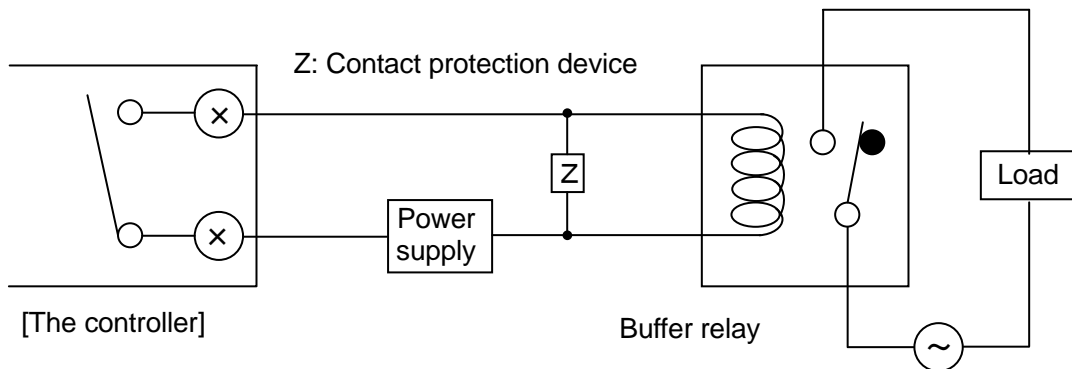 Z: Contact protection device
Z
Power
supply
Load
[The controller]
Buffer relay
~